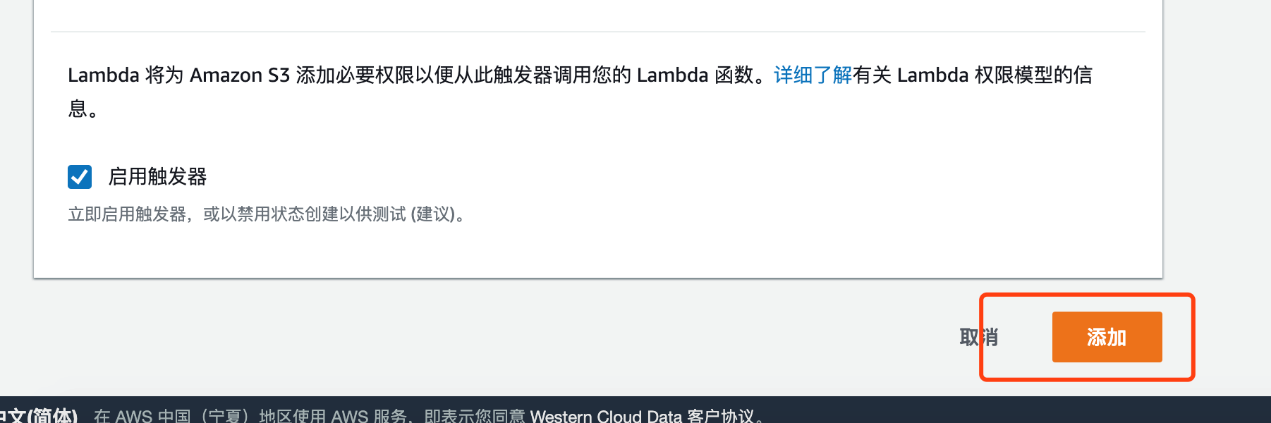 Lambda 将为 Amazon S3 添加必要权限以便从此触发器调用您的 Lambda 函数。详细了解有关 Lambda 权限模型的信
息。
启用触发器
立即启用触发器，或以禁用状态创建以供测试 (建议)。
取消 添加
中文(简体) 在 AWS 中国（宁夏）地区使用 AWS 服务，即表示您同意 Western Cloud Data 客户协议。